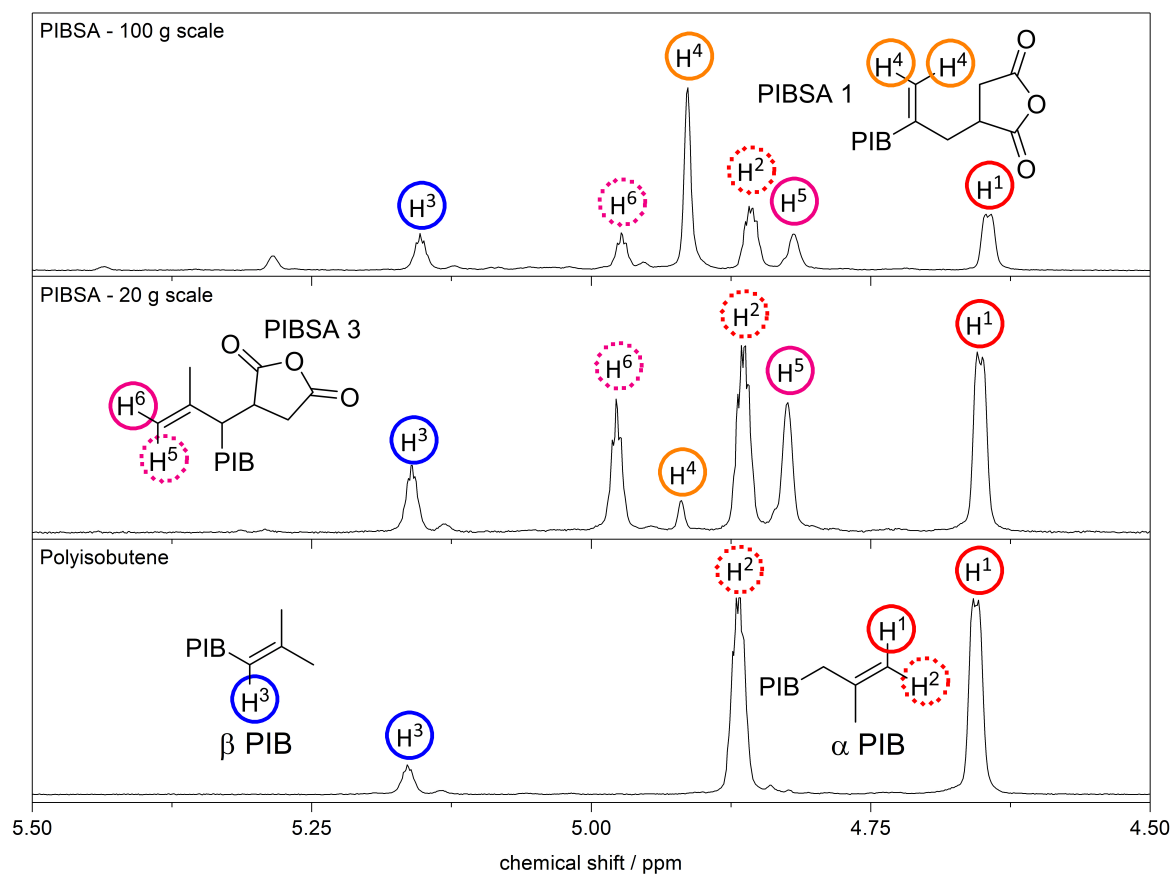 PIBSA - 100 g scale
H⁴
H⁴ H⁴
O
PIBSA 1
O
PIB
O
H³
H⁶
H²
H⁵
H¹
PIBSA - 20 g scale
PIBSA 3
O
O
O
H⁶
H⁵
PIB
H³
H⁶
H⁴
H²
H⁵
H¹
Polyisobutene
PIB
H³
β PIB
H³
H²
H¹
H¹
PIB
H²
α PIB
5.50 5.25 5.00 4.75 4.50
chemical shift / ppm